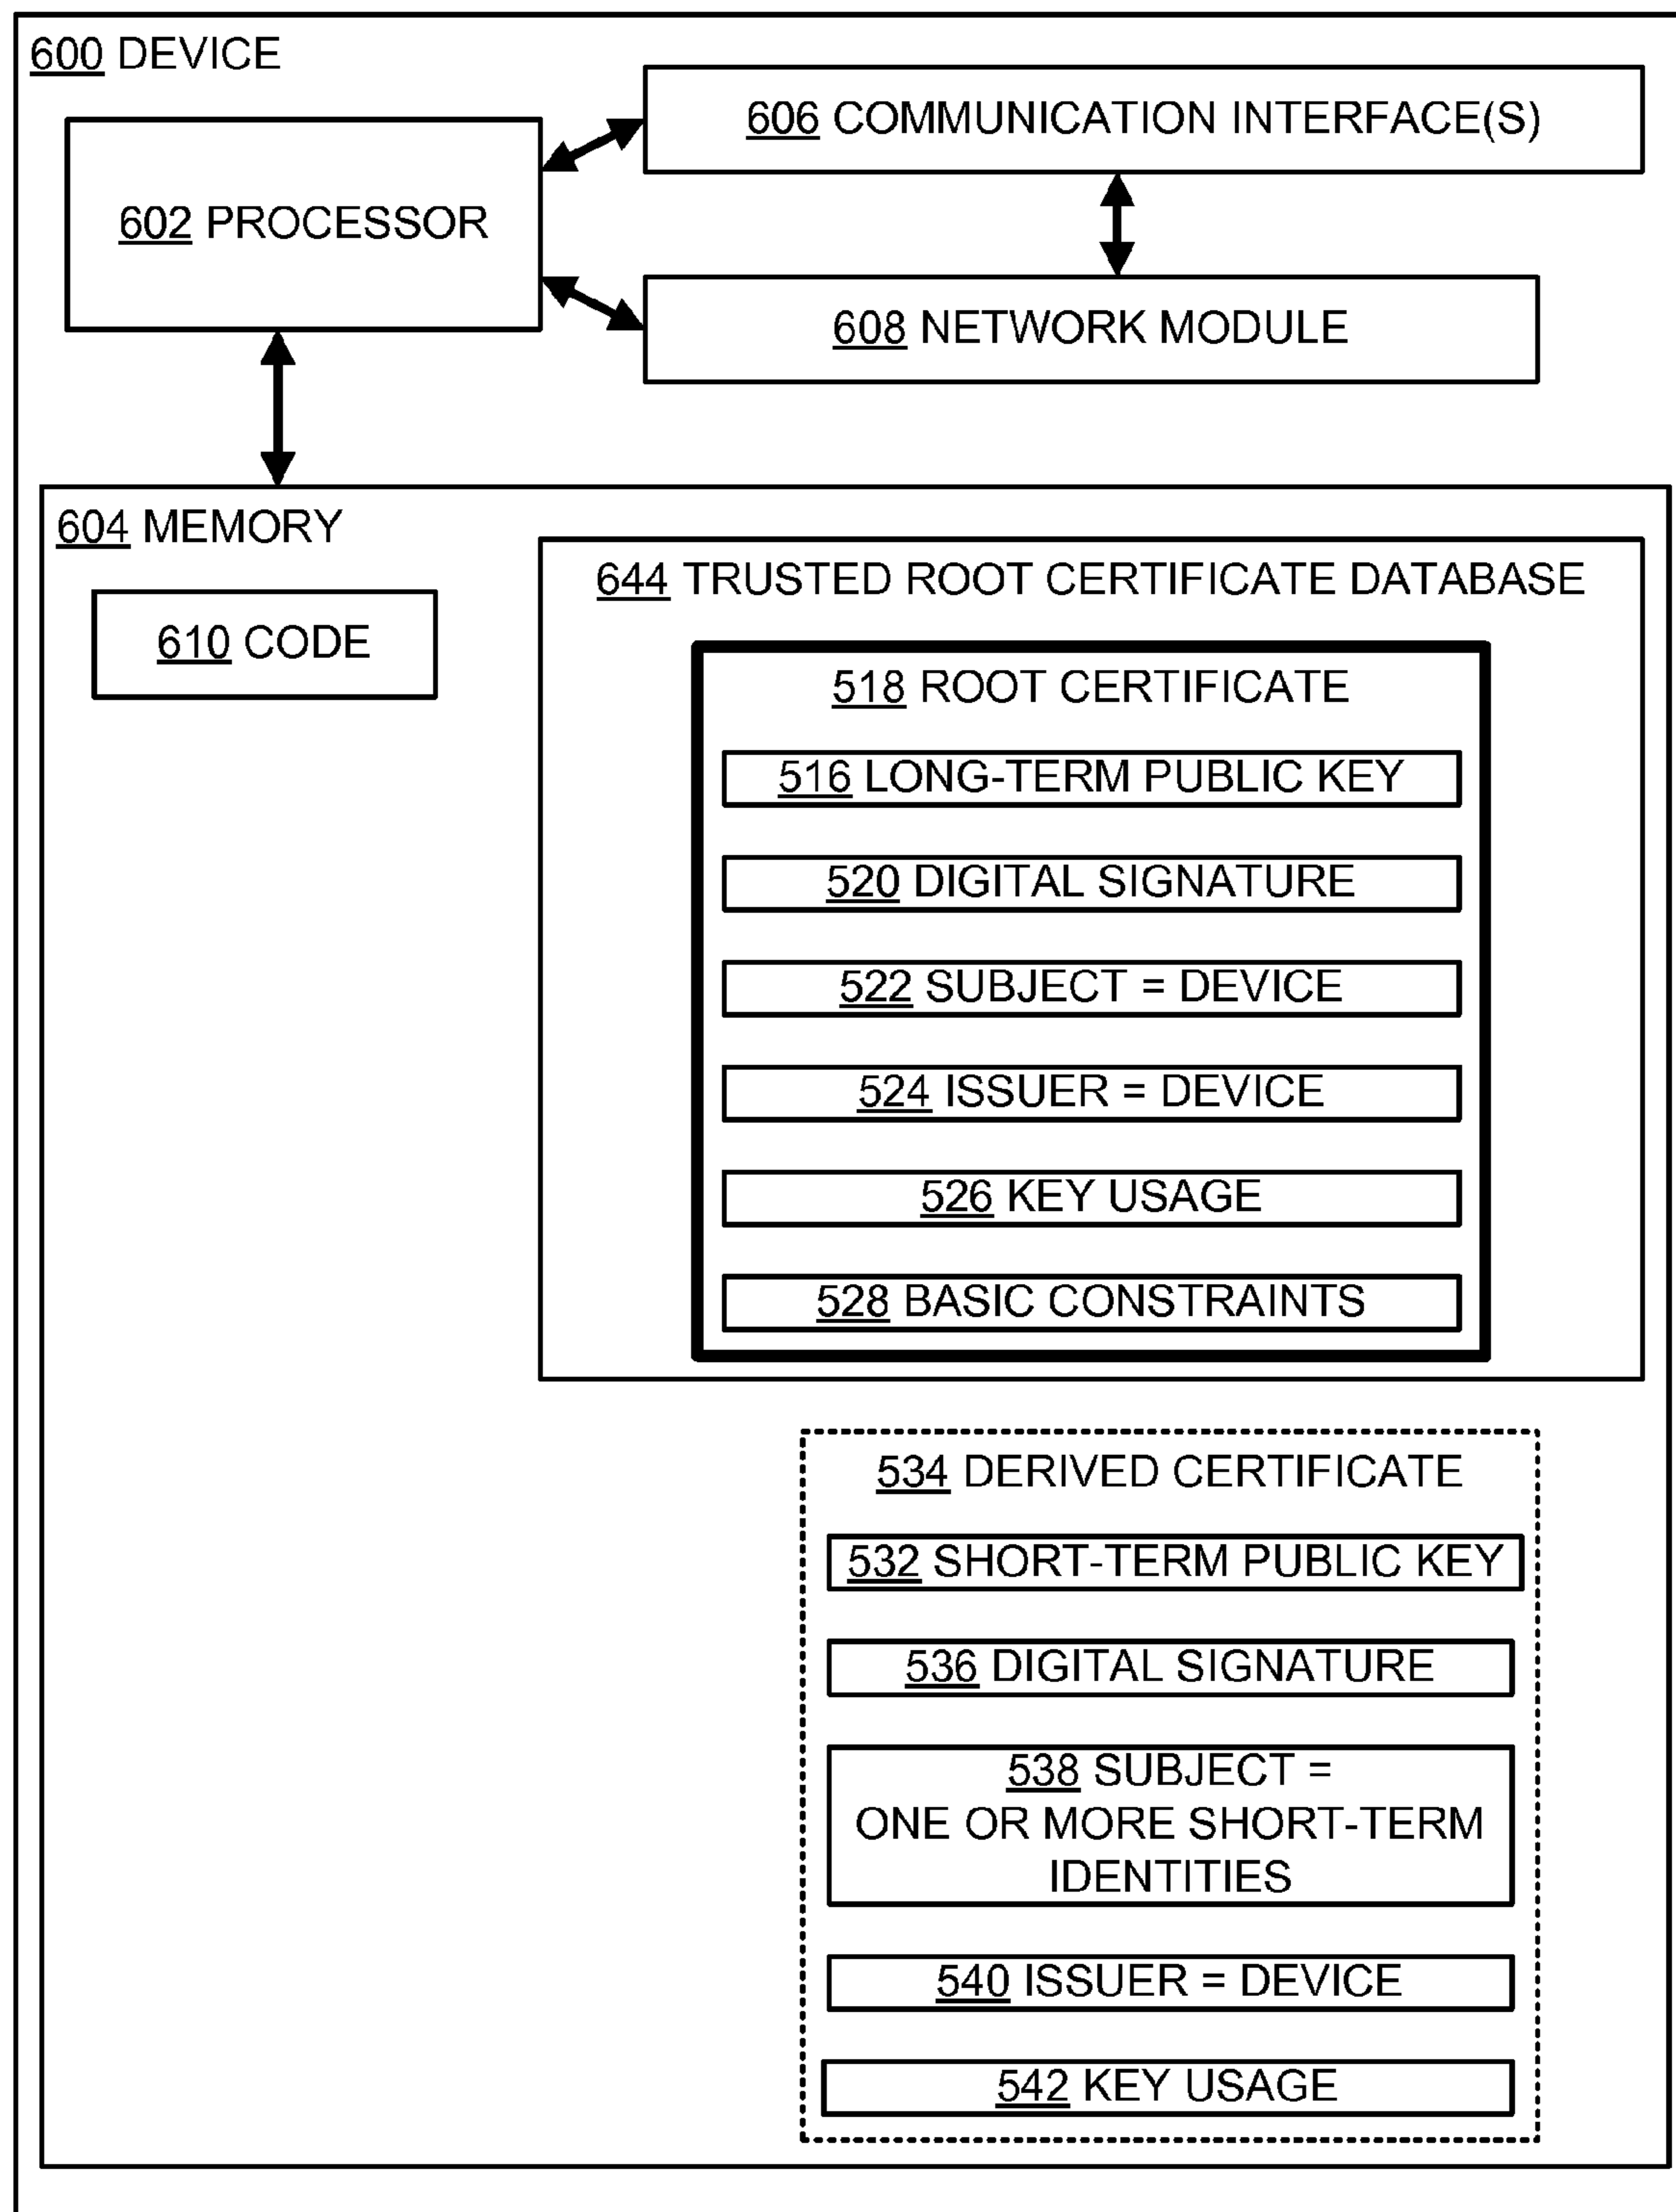 600 DEVICE
606 COMMUNICATION INTERFACE(S)
602 PROCESSOR
608 NETWORK MODULE
604 MEMORY
610 CODE
644 TRUSTED ROOT CERTIFICATE DATABASE
518 ROOT CERTIFICATE
516 LONG-TERM PUBLIC KEY
520 DIGITAL SIGNATURE
522 SUBJECT = DEVICE
524 ISSUER = DEVICE
526 KEY USAGE
528 BASIC CONSTRAINTS
534 DERIVED CERTIFICATE
532 SHORT-TERM PUBLIC KEY
536 DIGITAL SIGNATURE
538 SUBJECT =
ONE OR MORE SHORT-TERM
IDENTITIES
540 ISSUER = DEVICE
542 KEY USAGE